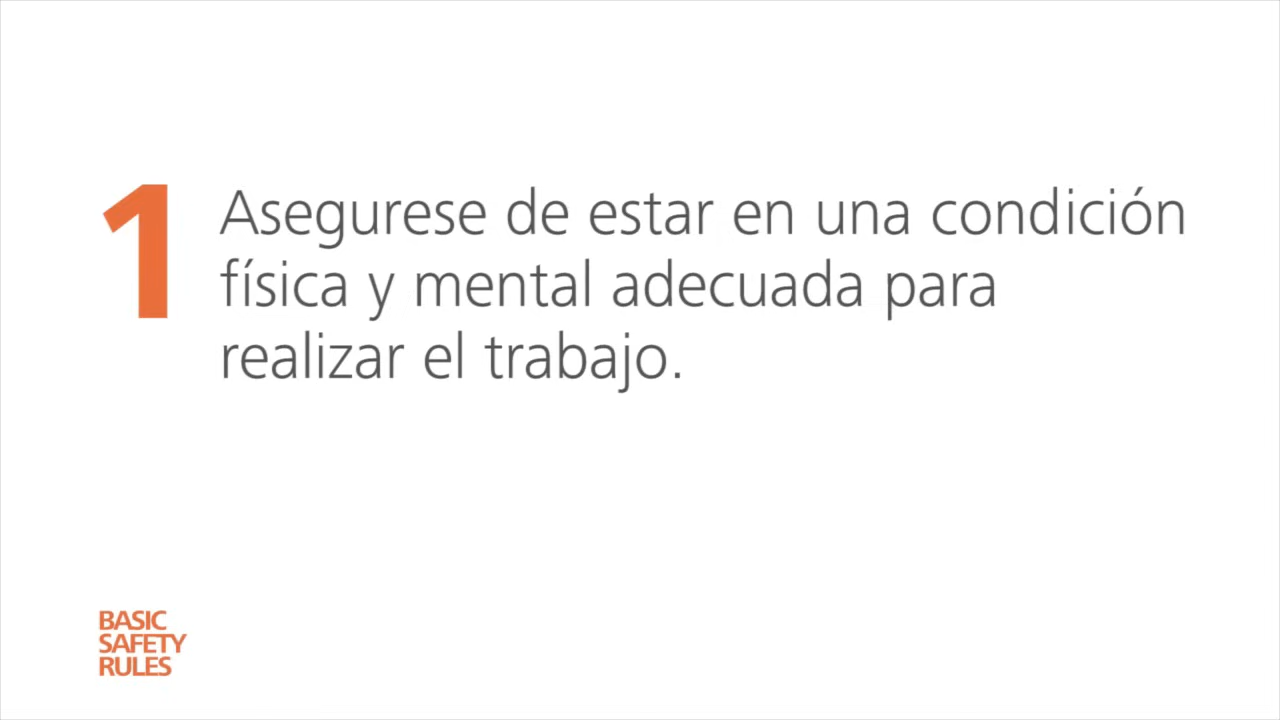 1
Asegurese de estar en una condición
física y mental adecuada para
realizar el trabajo.
BASIC
SAFETY
RULES